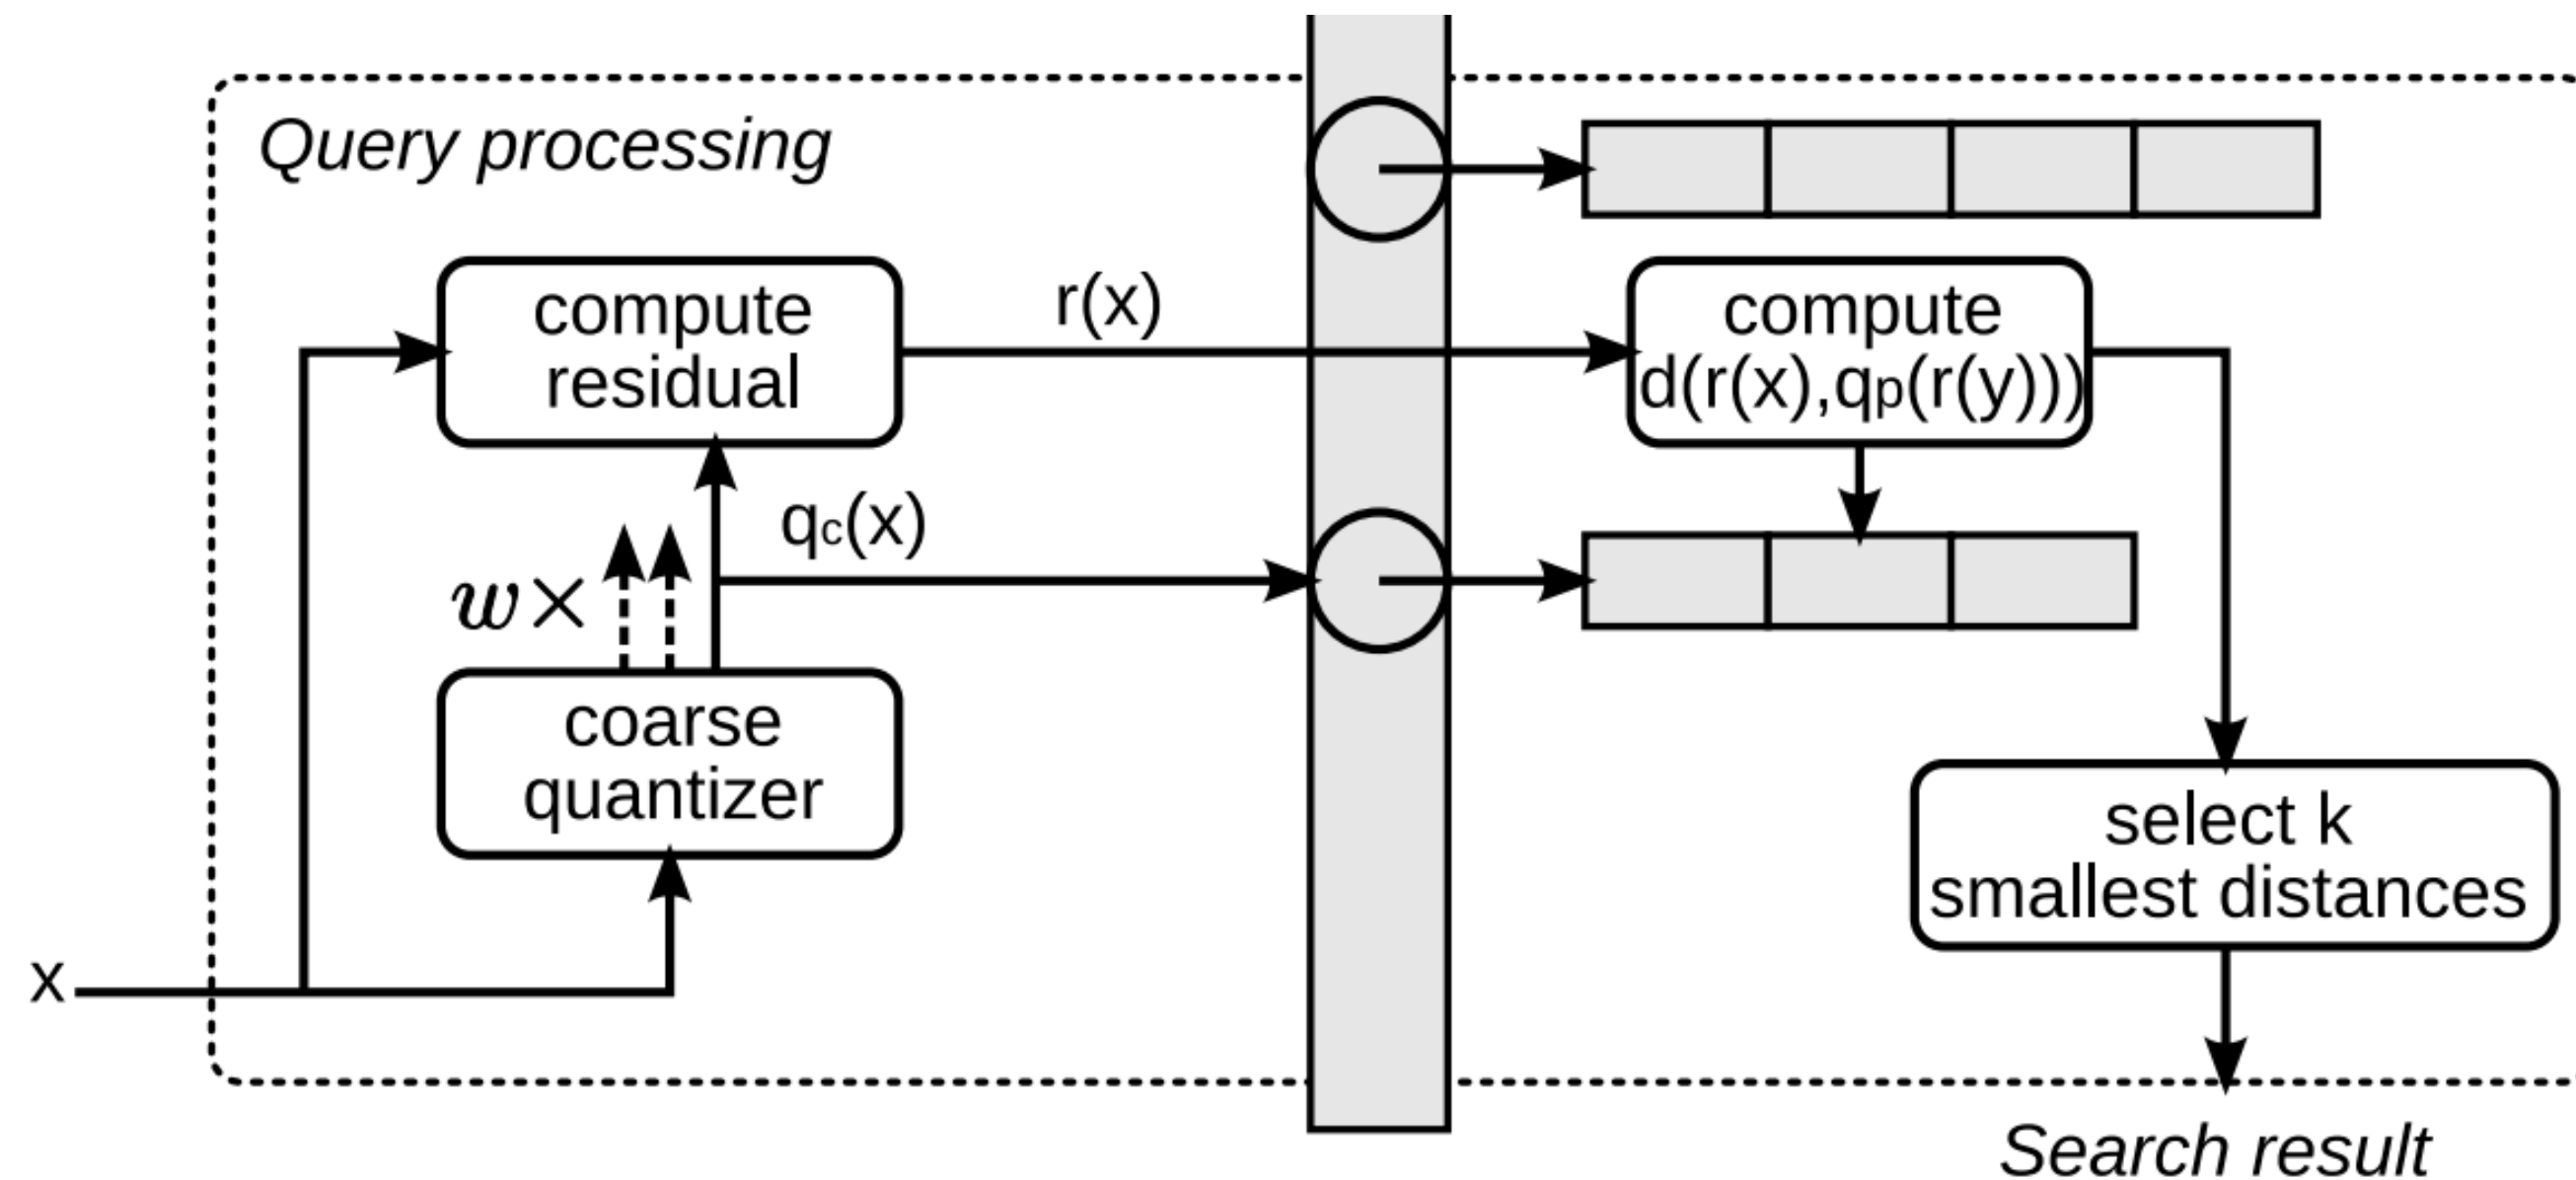 Query processing
compute
residual
r(x)
compute
d(r(x),qp(r(y)))
qc(x)
w×
coarse
quantizer
select k
smallest distances
x
Search result